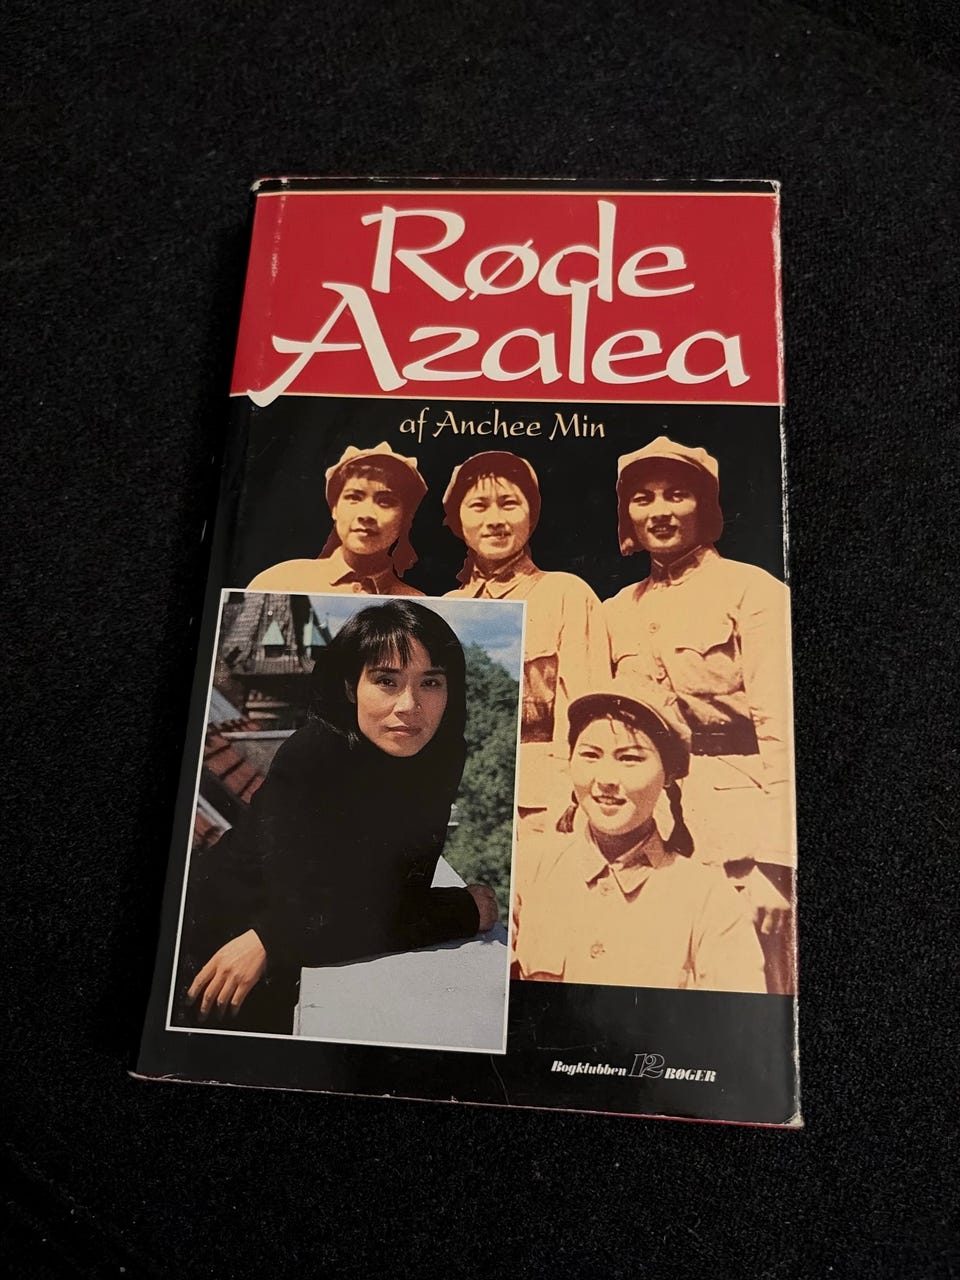 Røde
Azalea
af Anchee Min
Bogklubben 12 BØGER